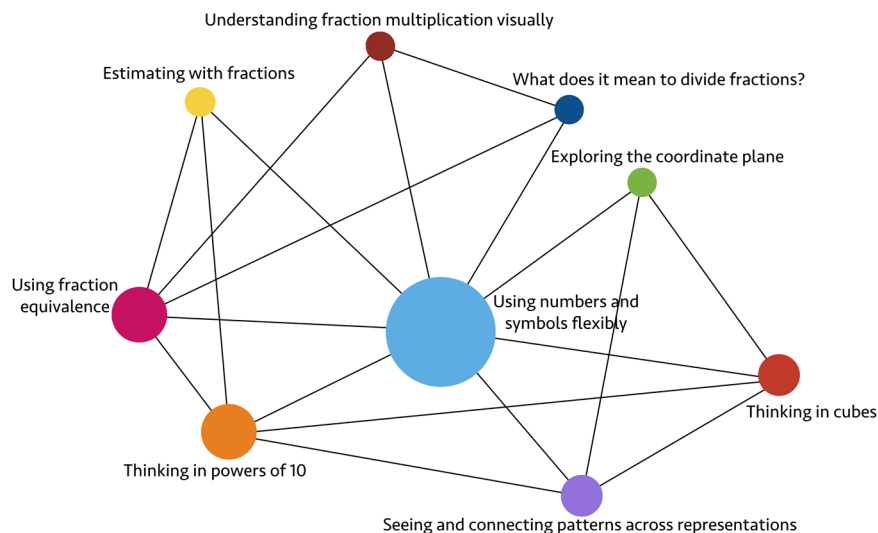 Understanding fraction multiplication visually
Estimating with fractions
What does it mean to divide fractions?
Exploring the coordinate plane
Using fraction
equivalence
Using numbers and
symbols flexibly
Thinking in cubes
Thinking in powers of 10
Seeing and connecting patterns across representations